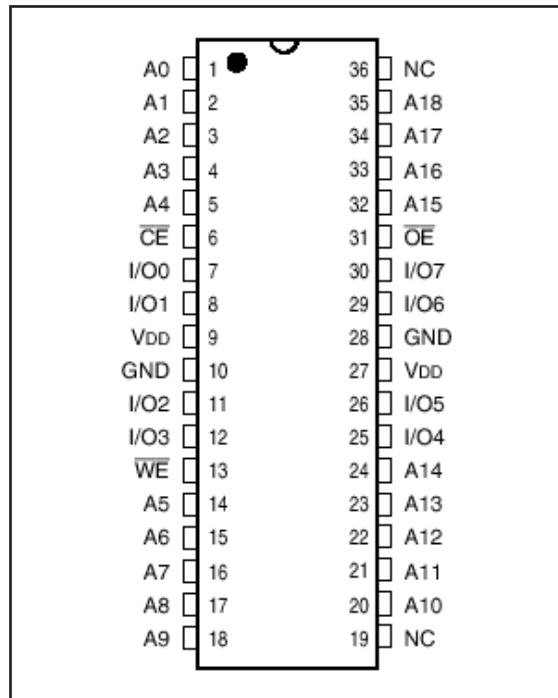 A0 1 36 NC
A1 2 35 A18
A2 3 34 A17
A3 4 33 A16
A4 5 32 A15
C̅E̅ 6 31 O̅E̅
I/O0 7 30 I/O7
I/O1 8 29 I/O6
VDD 9 28 GND
GND 10 27 VDD
I/O2 11 26 I/O5
I/O3 12 25 I/O4
W̅E̅ 13 24 A14
A5 14 23 A13
A6 15 22 A12
A7 16 21 A11
A8 17 20 A10
A9 18 19 NC